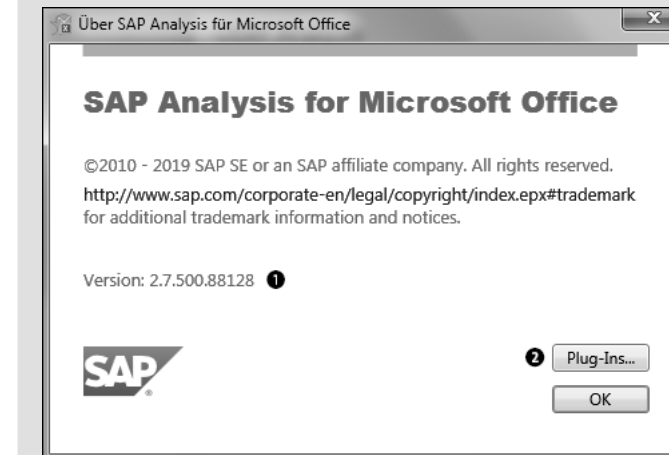 Über SAP Analysis für Microsoft Office
SAP Analysis for Microsoft Office
©2010 - 2019 SAP SE or an SAP affiliate company. All rights reserved.
http://www.sap.com/corporate-en/legal/copyright/index.epx#trademark
for additional trademark information and notices.
Version: 2.7.500.88128 ❶
SAP®
❷ Plug-Ins...
OK